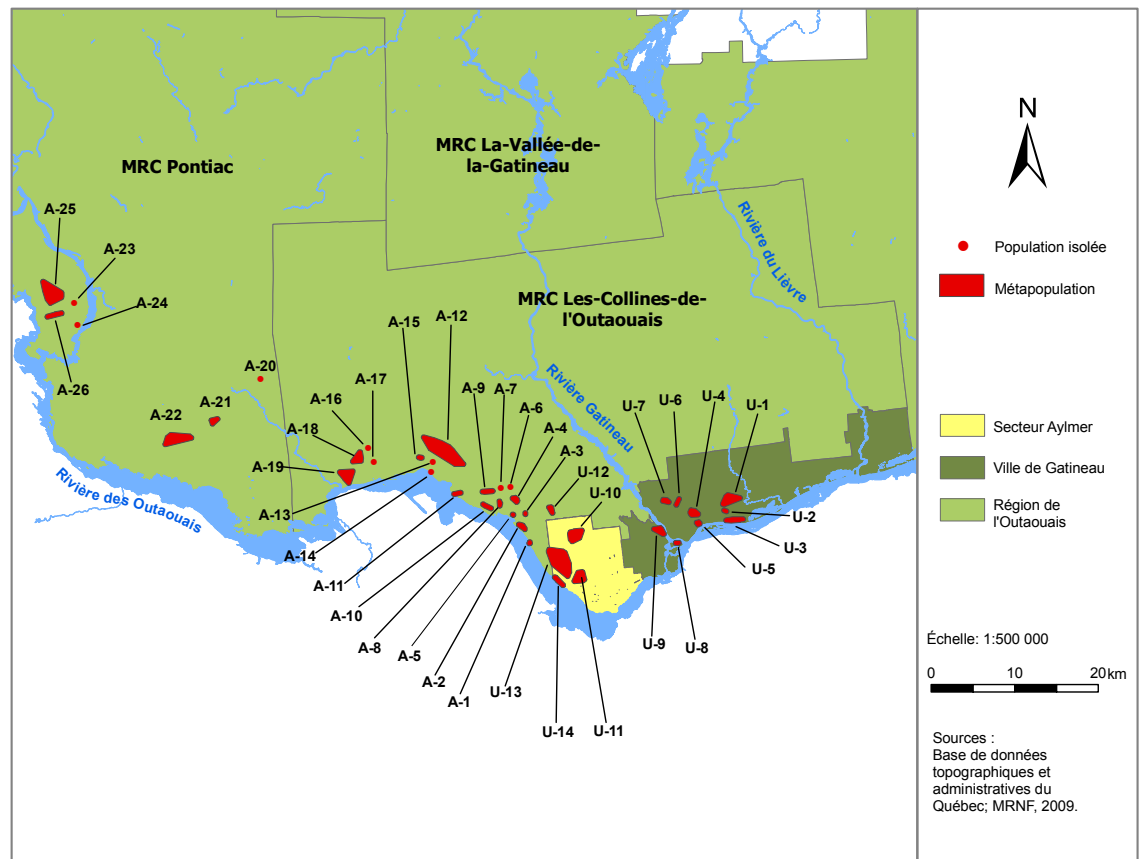 MRC Pontiac
MRC La-Vallée-de-
la-Gatineau
MRC Les-Collines-de-
l'Outaouais
Rivière du Lièvre
Rivière Gatineau
Rivière des Outaouais
A-25
A-23
A-24
A-26
A-20
A-21
A-22
A-15
A-12
A-17
A-16
A-18
A-19
A-9
A-7
A-6
A-4
A-3
U-12
U-10
U-7
U-6
U-4
U-1
U-2
U-3
U-5
U-8
U-9
A-13
A-14
A-11
A-10
A-8
A-5
A-2
A-1
U-13
U-14
U-11
N
Population isolée
Métapopulation
Secteur Aylmer
Ville de Gatineau
Région de
l'Outaouais
Échelle: 1:500 000
0 10 20 km
Sources :
Base de données
topographiques et
administratives du
Québec; MRNF, 2009.